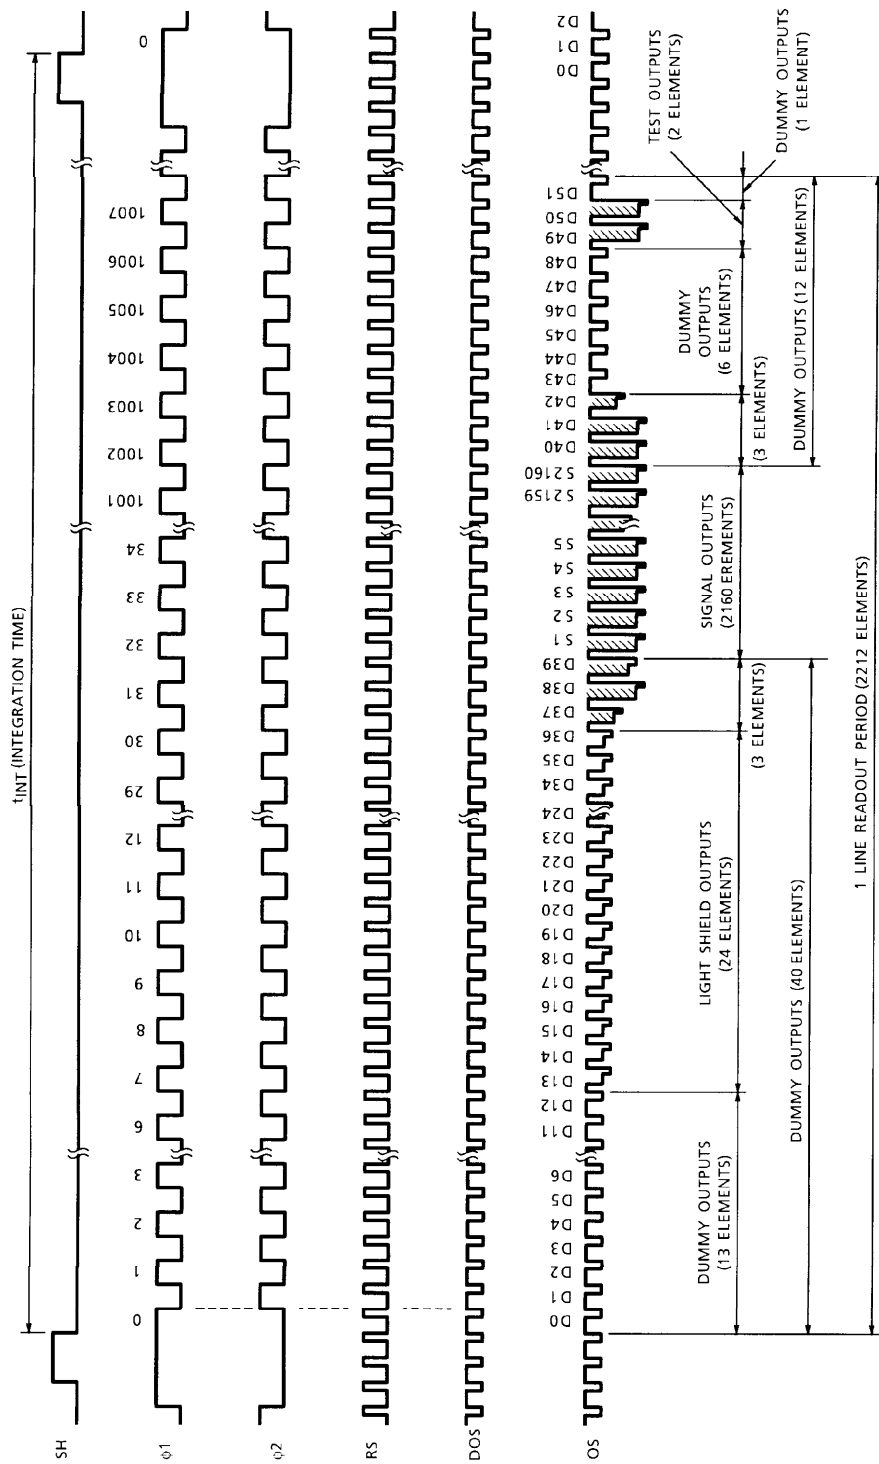 tINT (INTEGRATION TIME)
SH
0 1 2 3 6 7 8 9 10 11 12 29 30 31 32 33 34 1001 1002 1003 1004 1005 1006 1007 0
φ1
φ2
RS
DOS
D0 D1 D2 D3 D4 D5 D6 D11 D12 D13 D14 D15 D16 D17 D18 D19 D20 D21 D22 D23 D24 D34 D35 D36 D37 D38 D39 S1 S2 S3 S4 S5 S2159 S2160 D40 D41 D42 D43 D44 D45 D46 D47 D48 D49 D50 D51 D0 D1 D2
OS
DUMMY OUTPUTS
(13 ELEMENTS)
LIGHT SHIELD OUTPUTS
(24 ELEMENTS)
(3 ELEMENTS)
SIGNAL OUTPUTS
(2160 EREMENTS)
(3 ELEMENTS)
DUMMY
OUTPUTS
(6 ELEMENTS)
TEST OUTPUTS
(2 ELEMENTS)
DUMMY OUTPUTS
(1 ELEMENT)
DUMMY OUTPUTS (40 ELEMENTS)
DUMMY OUTPUTS (12 ELEMENTS)
1 LINE READOUT PERIOD (2212 ELEMENTS)